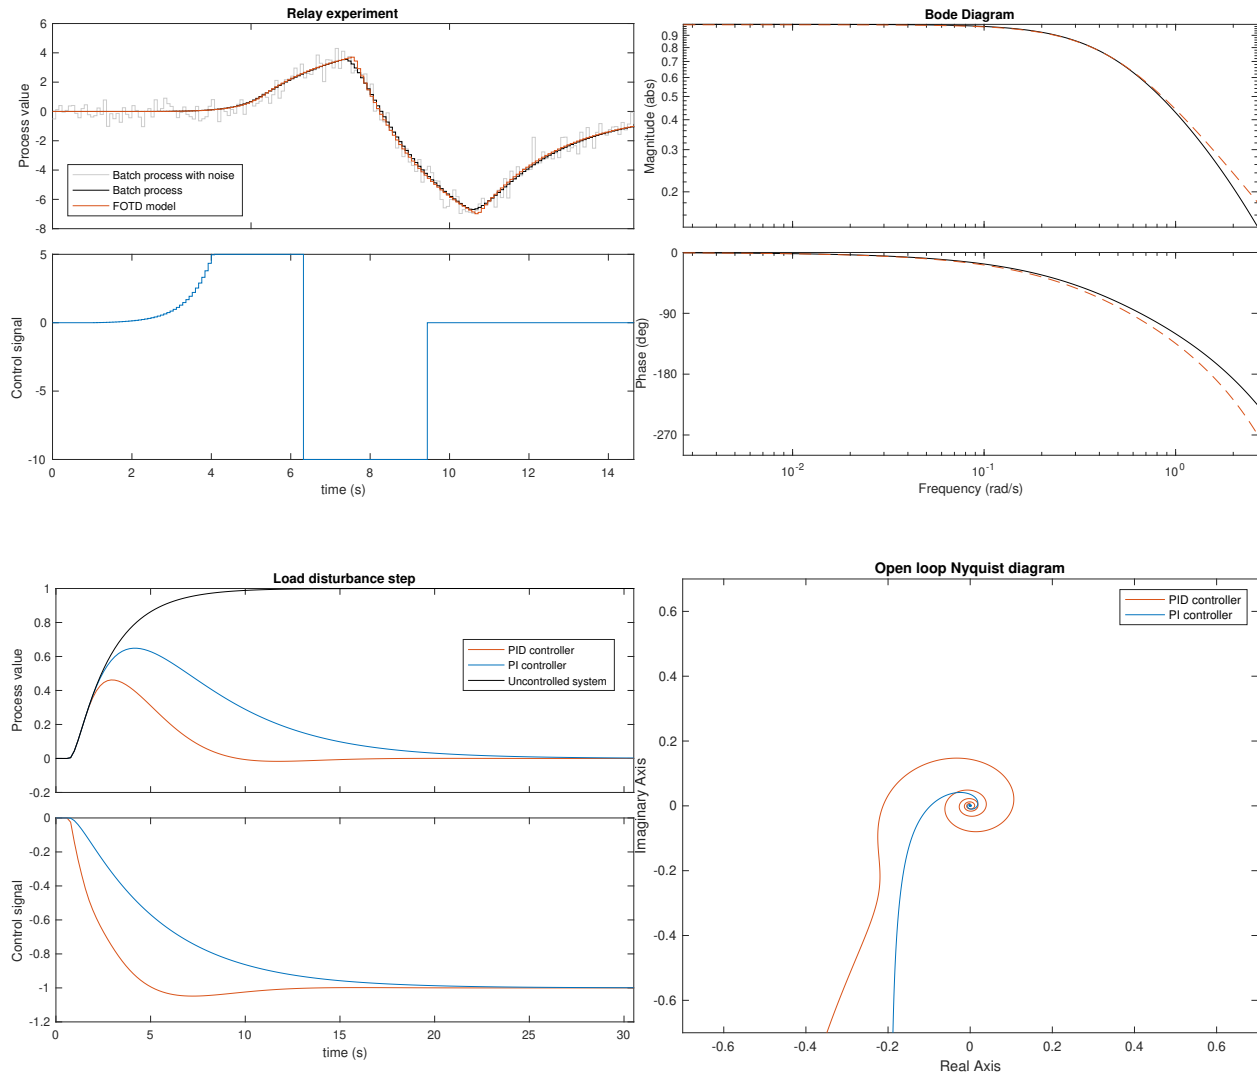 Relay experiment
Process value
6
4
2
0
-2
-4
-6
-8
Batch process with noise
Batch process
FOTD model
Control signal
5
0
-5
-10
0 2 4 6 8 10 12 14
time (s)
Bode Diagram
Magnitude (abs)
0.9
0.8
0.7
0.6
0.5
0.4
0.3
0.2
Phase (deg)
0
-90
-180
-270
10-2 10-1 100
Frequency (rad/s)
Load disturbance step
Process value
1
0.8
0.6
0.4
0.2
0
-0.2
PID controller
PI controller
Uncontrolled system
Control signal
0
-0.2
-0.4
-0.6
-0.8
-1
-1.2
0 5 10 15 20 25 30
time (s)
Open loop Nyquist diagram
Imaginary Axis
0.6
0.4
0.2
0
-0.2
-0.4
-0.6
PID controller
PI controller
-0.6 -0.4 -0.2 0 0.2 0.4 0.6
Real Axis